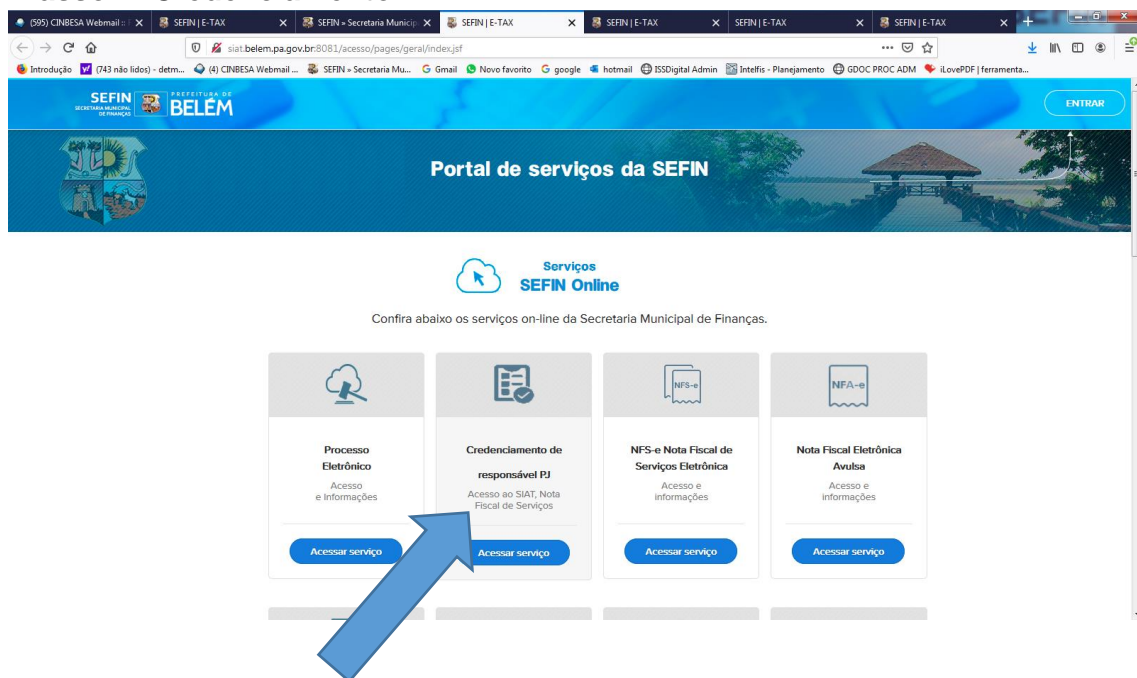 (595) CINBESA Webmail ::
SEFIN | E-TAX
SEFIN » Secretaria Municip
SEFIN | E-TAX
SEFIN | E-TAX
SEFIN | E-TAX
SEFIN | E-TAX
siat.belem.pa.gov.br:8081/acesso/pages/geral/index.jsf
Introdução
(743 não lidos) - detm...
(4) CINBESA Webmail ...
SEFIN » Secretaria Mu...
Gmail
Novo favorito
google
hotmail
ISSDigital Admin
Intelfis - Planejamento
GDOC PROC ADM
iLovePDF | ferramenta...
SEFIN
SECRETARIA MUNICIPAL
DE FINANÇAS
PREFEITURA DE
BELÉM
ENTRAR
Portal de serviços da SEFIN
Serviços
SEFIN Online
Confira abaixo os serviços on-line da Secretaria Municipal de Finanças.
NFS-e
NFA-e
Processo
Eletrônico
Acesso
e Informações
Acessar serviço
Credenciamento de
responsável PJ
Acesso ao SIAT, Nota
Fiscal de Serviços
Acessar serviço
NFS-e Nota Fiscal de
Serviços Eletrônica
Acesso e
informações
Acessar serviço
Nota Fiscal Eletrônica
Avulsa
Acesso e
informações
Acessar serviço